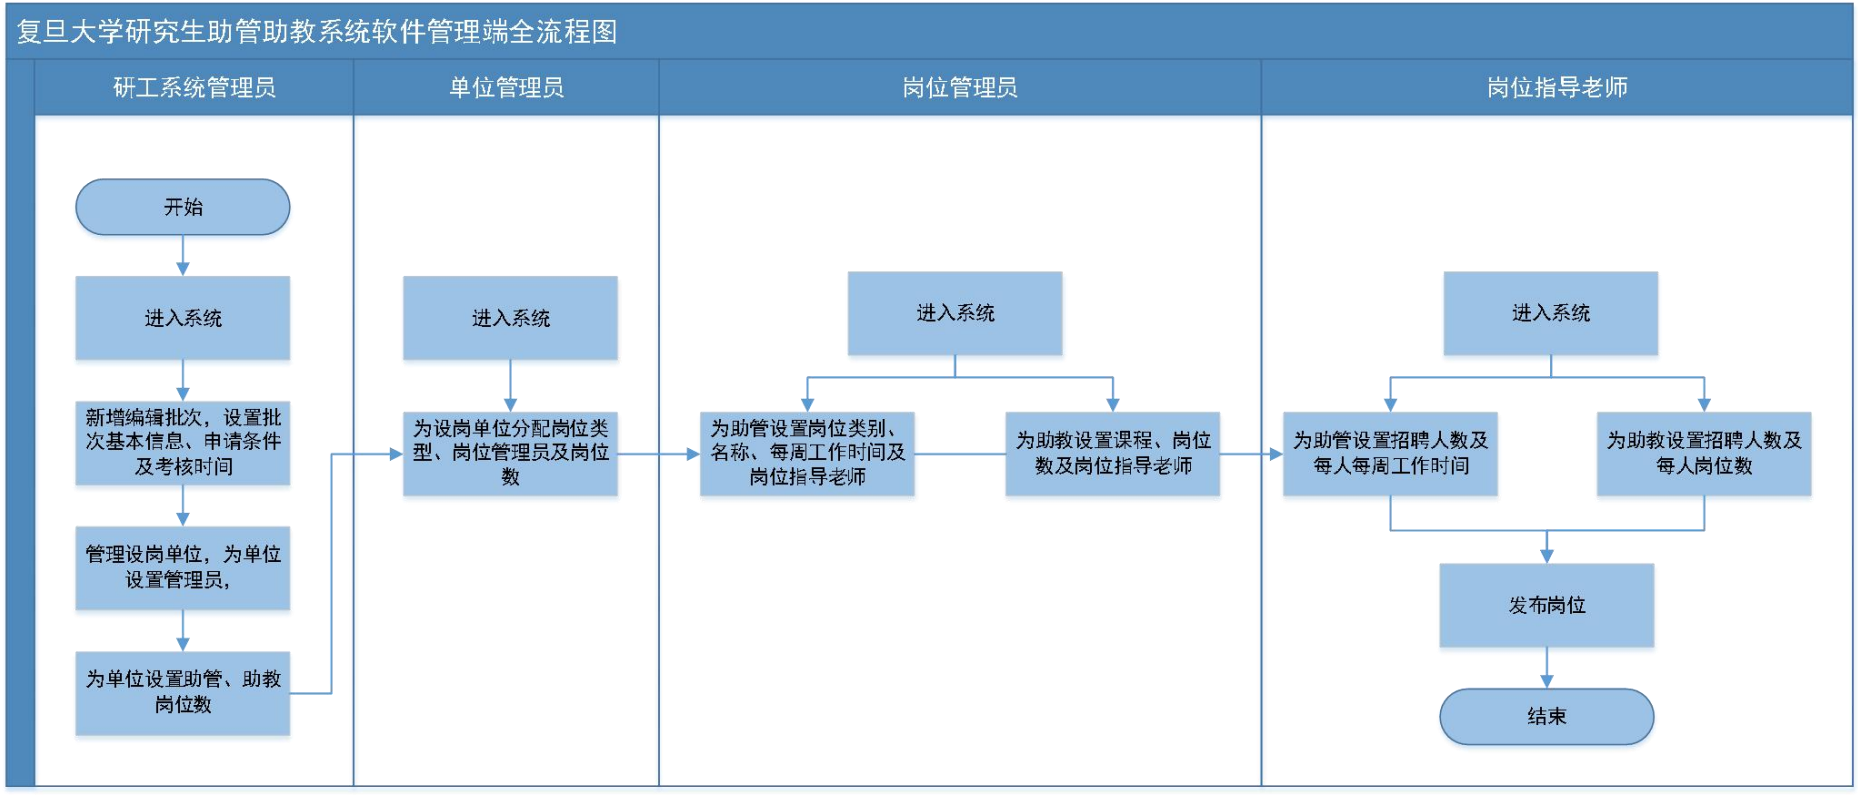 复旦大学研究生助管助教系统软件管理端全流程图
研工系统管理员
单位管理员
岗位管理员
岗位指导老师
开始
进入系统
新增编辑批次，设置批
次基本信息、申请条件
及考核时间
管理设岗单位，为单位
设置管理员，
为单位设置助管、助教
岗位数
进入系统
为设岗单位分配岗位类
型、岗位管理员及岗位
数
进入系统
为助管设置岗位类别、
名称、每周工作时间及
岗位指导老师
为助教设置课程、岗位
数及岗位指导老师
进入系统
为助管设置招聘人数及
每人每周工作时间
为助教设置招聘人数及
每人岗位数
发布岗位
结束